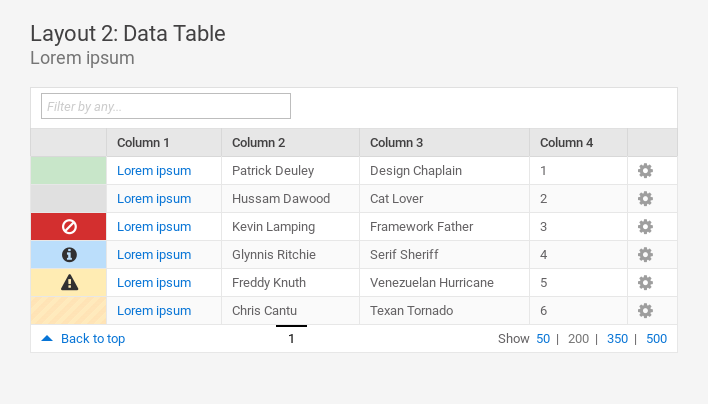 Layout 2: Data Table
Lorem ipsum
Filter by any...
Column 1 Column 2 Column 3 Column 4
Lorem ipsum Patrick Deuley Design Chaplain 1
Lorem ipsum Hussam Dawood Cat Lover 2
Lorem ipsum Kevin Lamping Framework Father 3
Lorem ipsum Glynnis Ritchie Serif Sheriff 4
Lorem ipsum Freddy Knuth Venezuelan Hurricane 5
Lorem ipsum Chris Cantu Texan Tornado 6
Back to top 1 Show 50 | 200 | 350 | 500